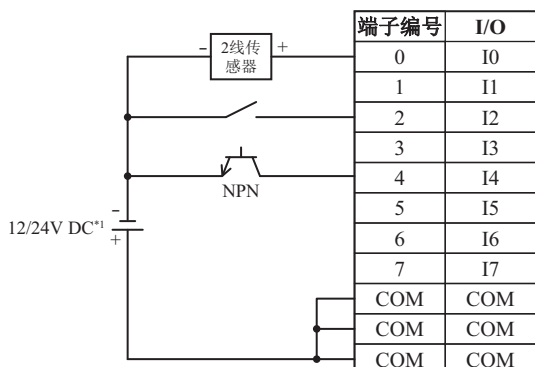 端子编号 I/O
- 2线传感器 + 0 I0
1 I1
2 I2
3 I3
NPN 4 I4
5 I5
- 6 I6
12/24V DC*1
+ 7 I7
COM COM
COM COM
COM COM